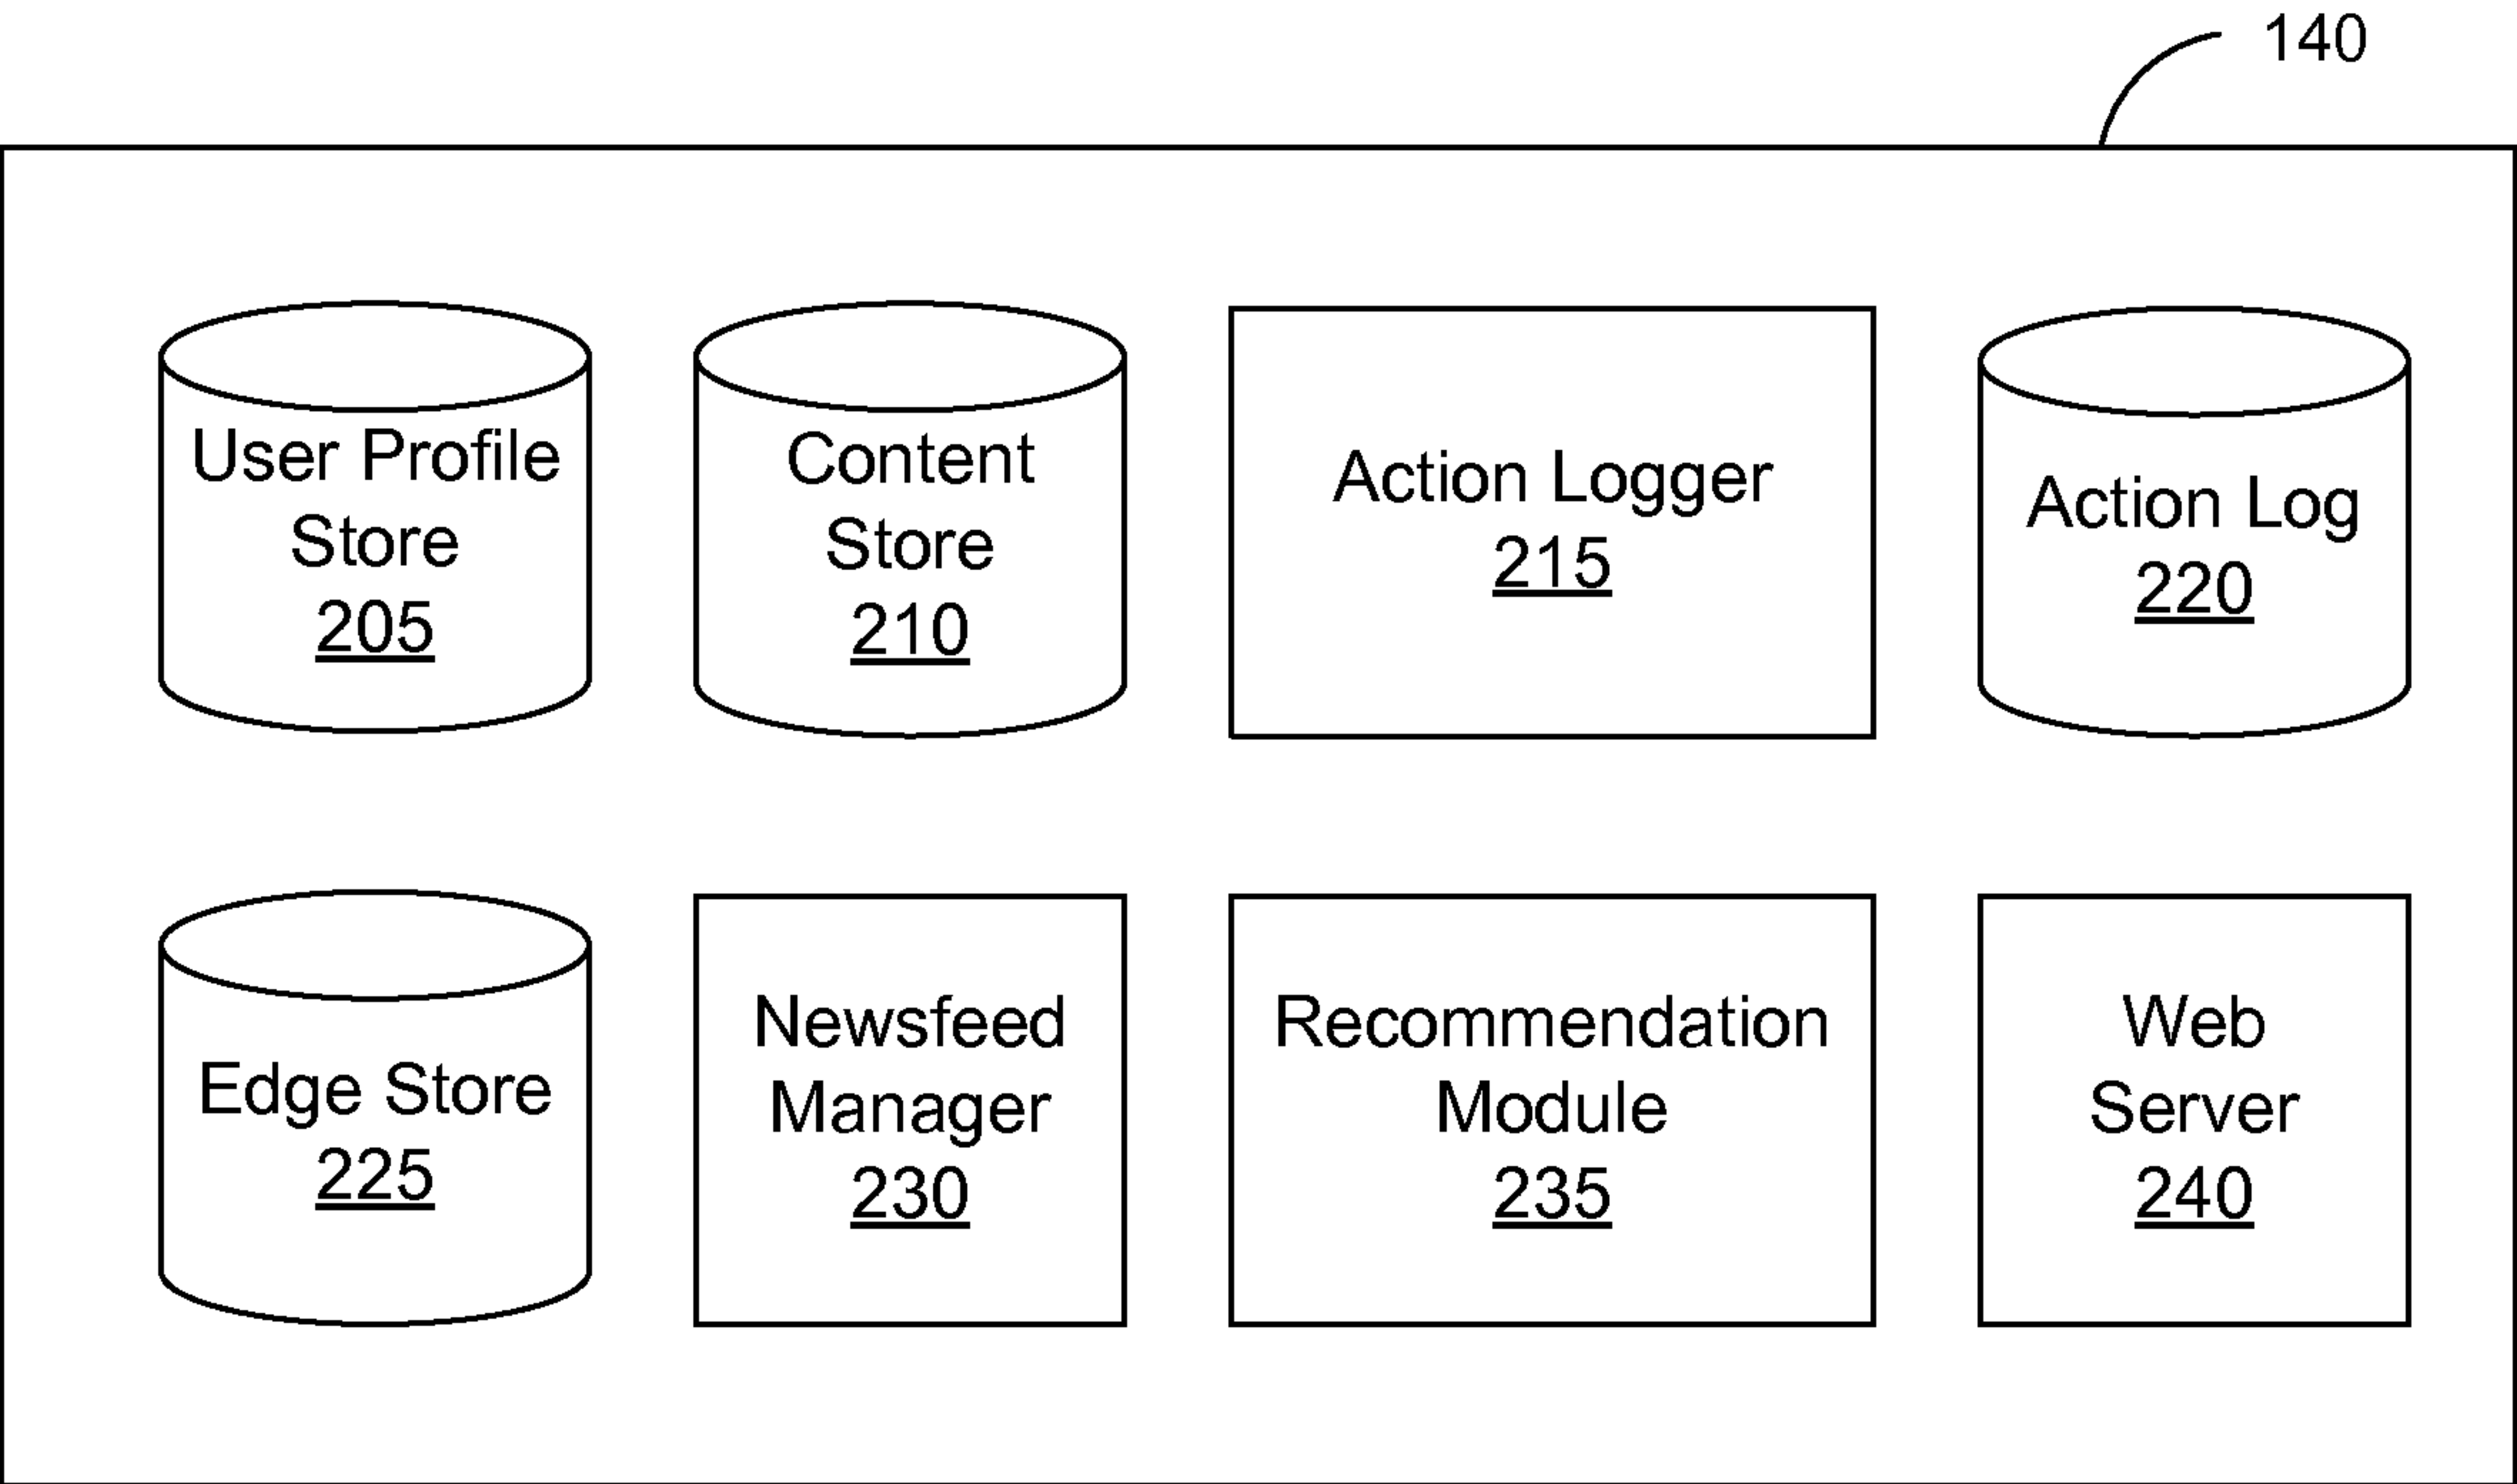 140
User Profile
Store
205
Content
Store
210
Action Logger
215
Action Log
220
Edge Store
225
Newsfeed
Manager
230
Recommendation
Module
235
Web
Server
240